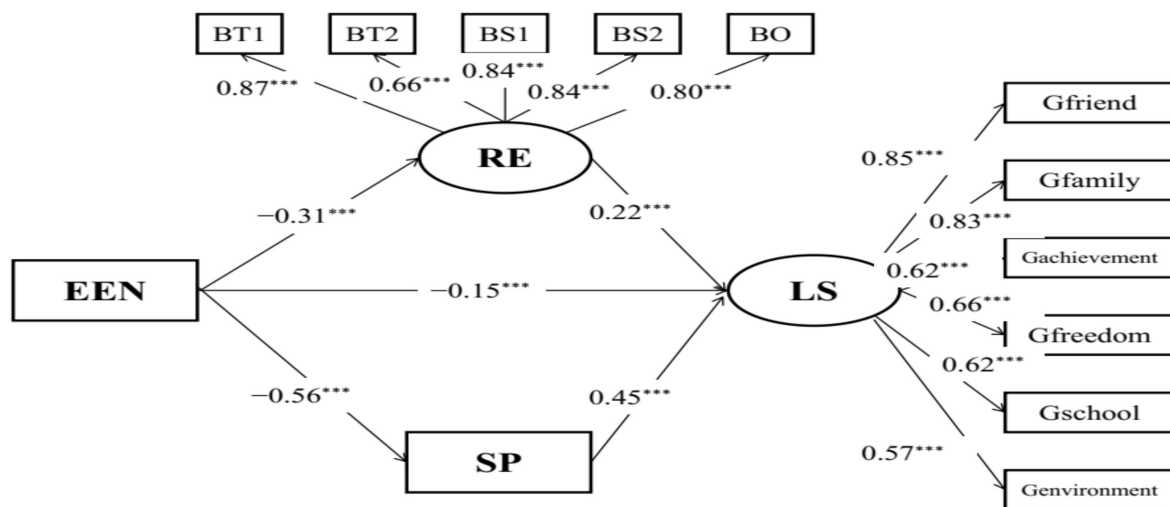 BT1 BT2 BS1 BS2 BO
0.87*** 0.66*** 0.84*** 0.84*** 0.80***
Gfriend
RE
0.85***
Gfamily
−0.31*** 0.22*** 0.83***
Gachievement
EEN −0.15*** LS 0.62***
0.66***
Gfreedom
0.62***
−0.56*** 0.45***
Gschool
0.57***
SP
Genvironment